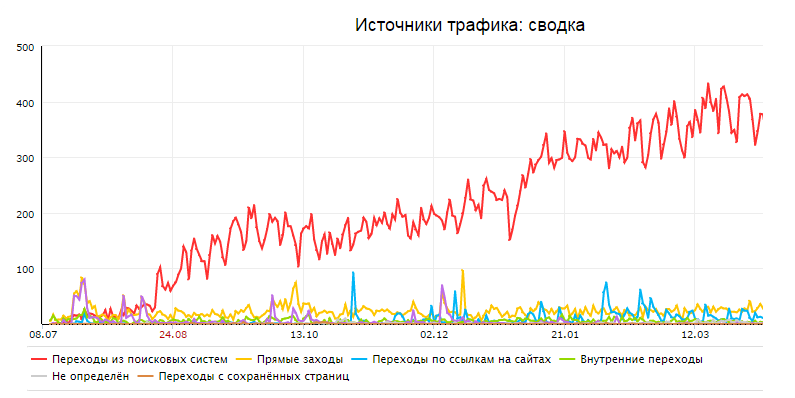 Источники трафика: сводка
500
400
300
200
100
08.07 24.08 13.10 02.12 21.01 12.03
Переходы из поисковых систем Прямые заходы Переходы по ссылкам на сайтах Внутренние переходы
Не определён Переходы с сохранённых страниц